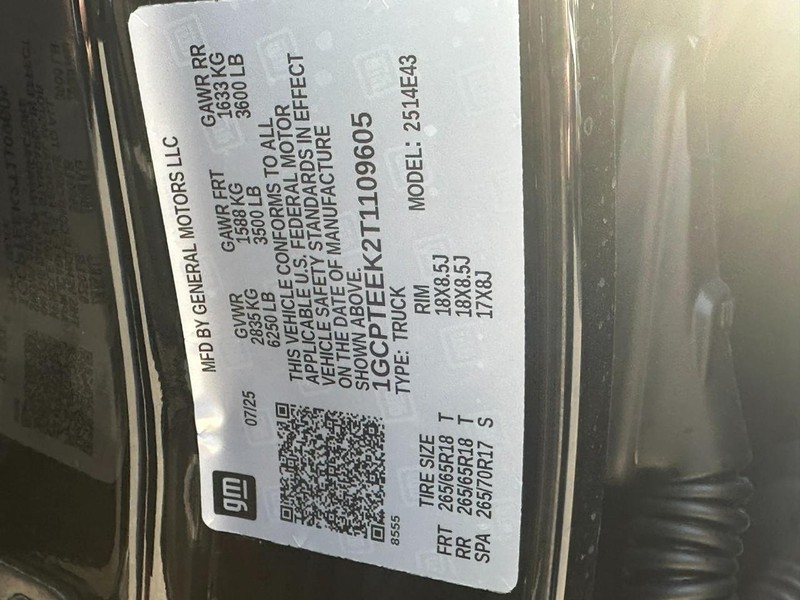 gm
MFD BY GENERAL MOTORS LLC
07/25
GVWR GAWR FRT GAWR RR
2835 KG 1588 KG 1633 KG
6250 LB 3500 LB 3600 LB
THIS VEHICLE CONFORMS TO ALL
APPLICABLE U.S. FEDERAL MOTOR
VEHICLE SAFETY STANDARDS IN EFFECT
ON THE DATE OF MANUFACTURE
SHOWN ABOVE.
1GCPTEEK2T1109605
TYPE: TRUCK MODEL: 2514E43
8555
TIRE SIZE RIM
FRT 265/65R18 T 18X8.5J
RR 265/65R18 T 18X8.5J
SPA 265/70R17 S 17X8J